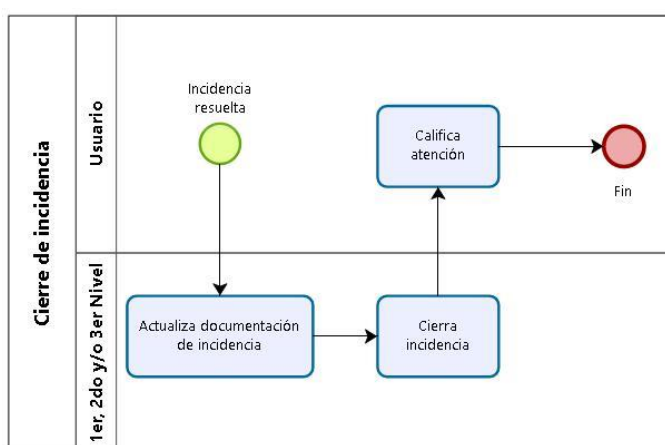 Cierre de incidencia
Usuario
Incidencia
resuelta
Califica
atención
Fin
1er, 2do y/o 3er Nivel
Actualiza documentación
de incidencia
Cierra
incidencia